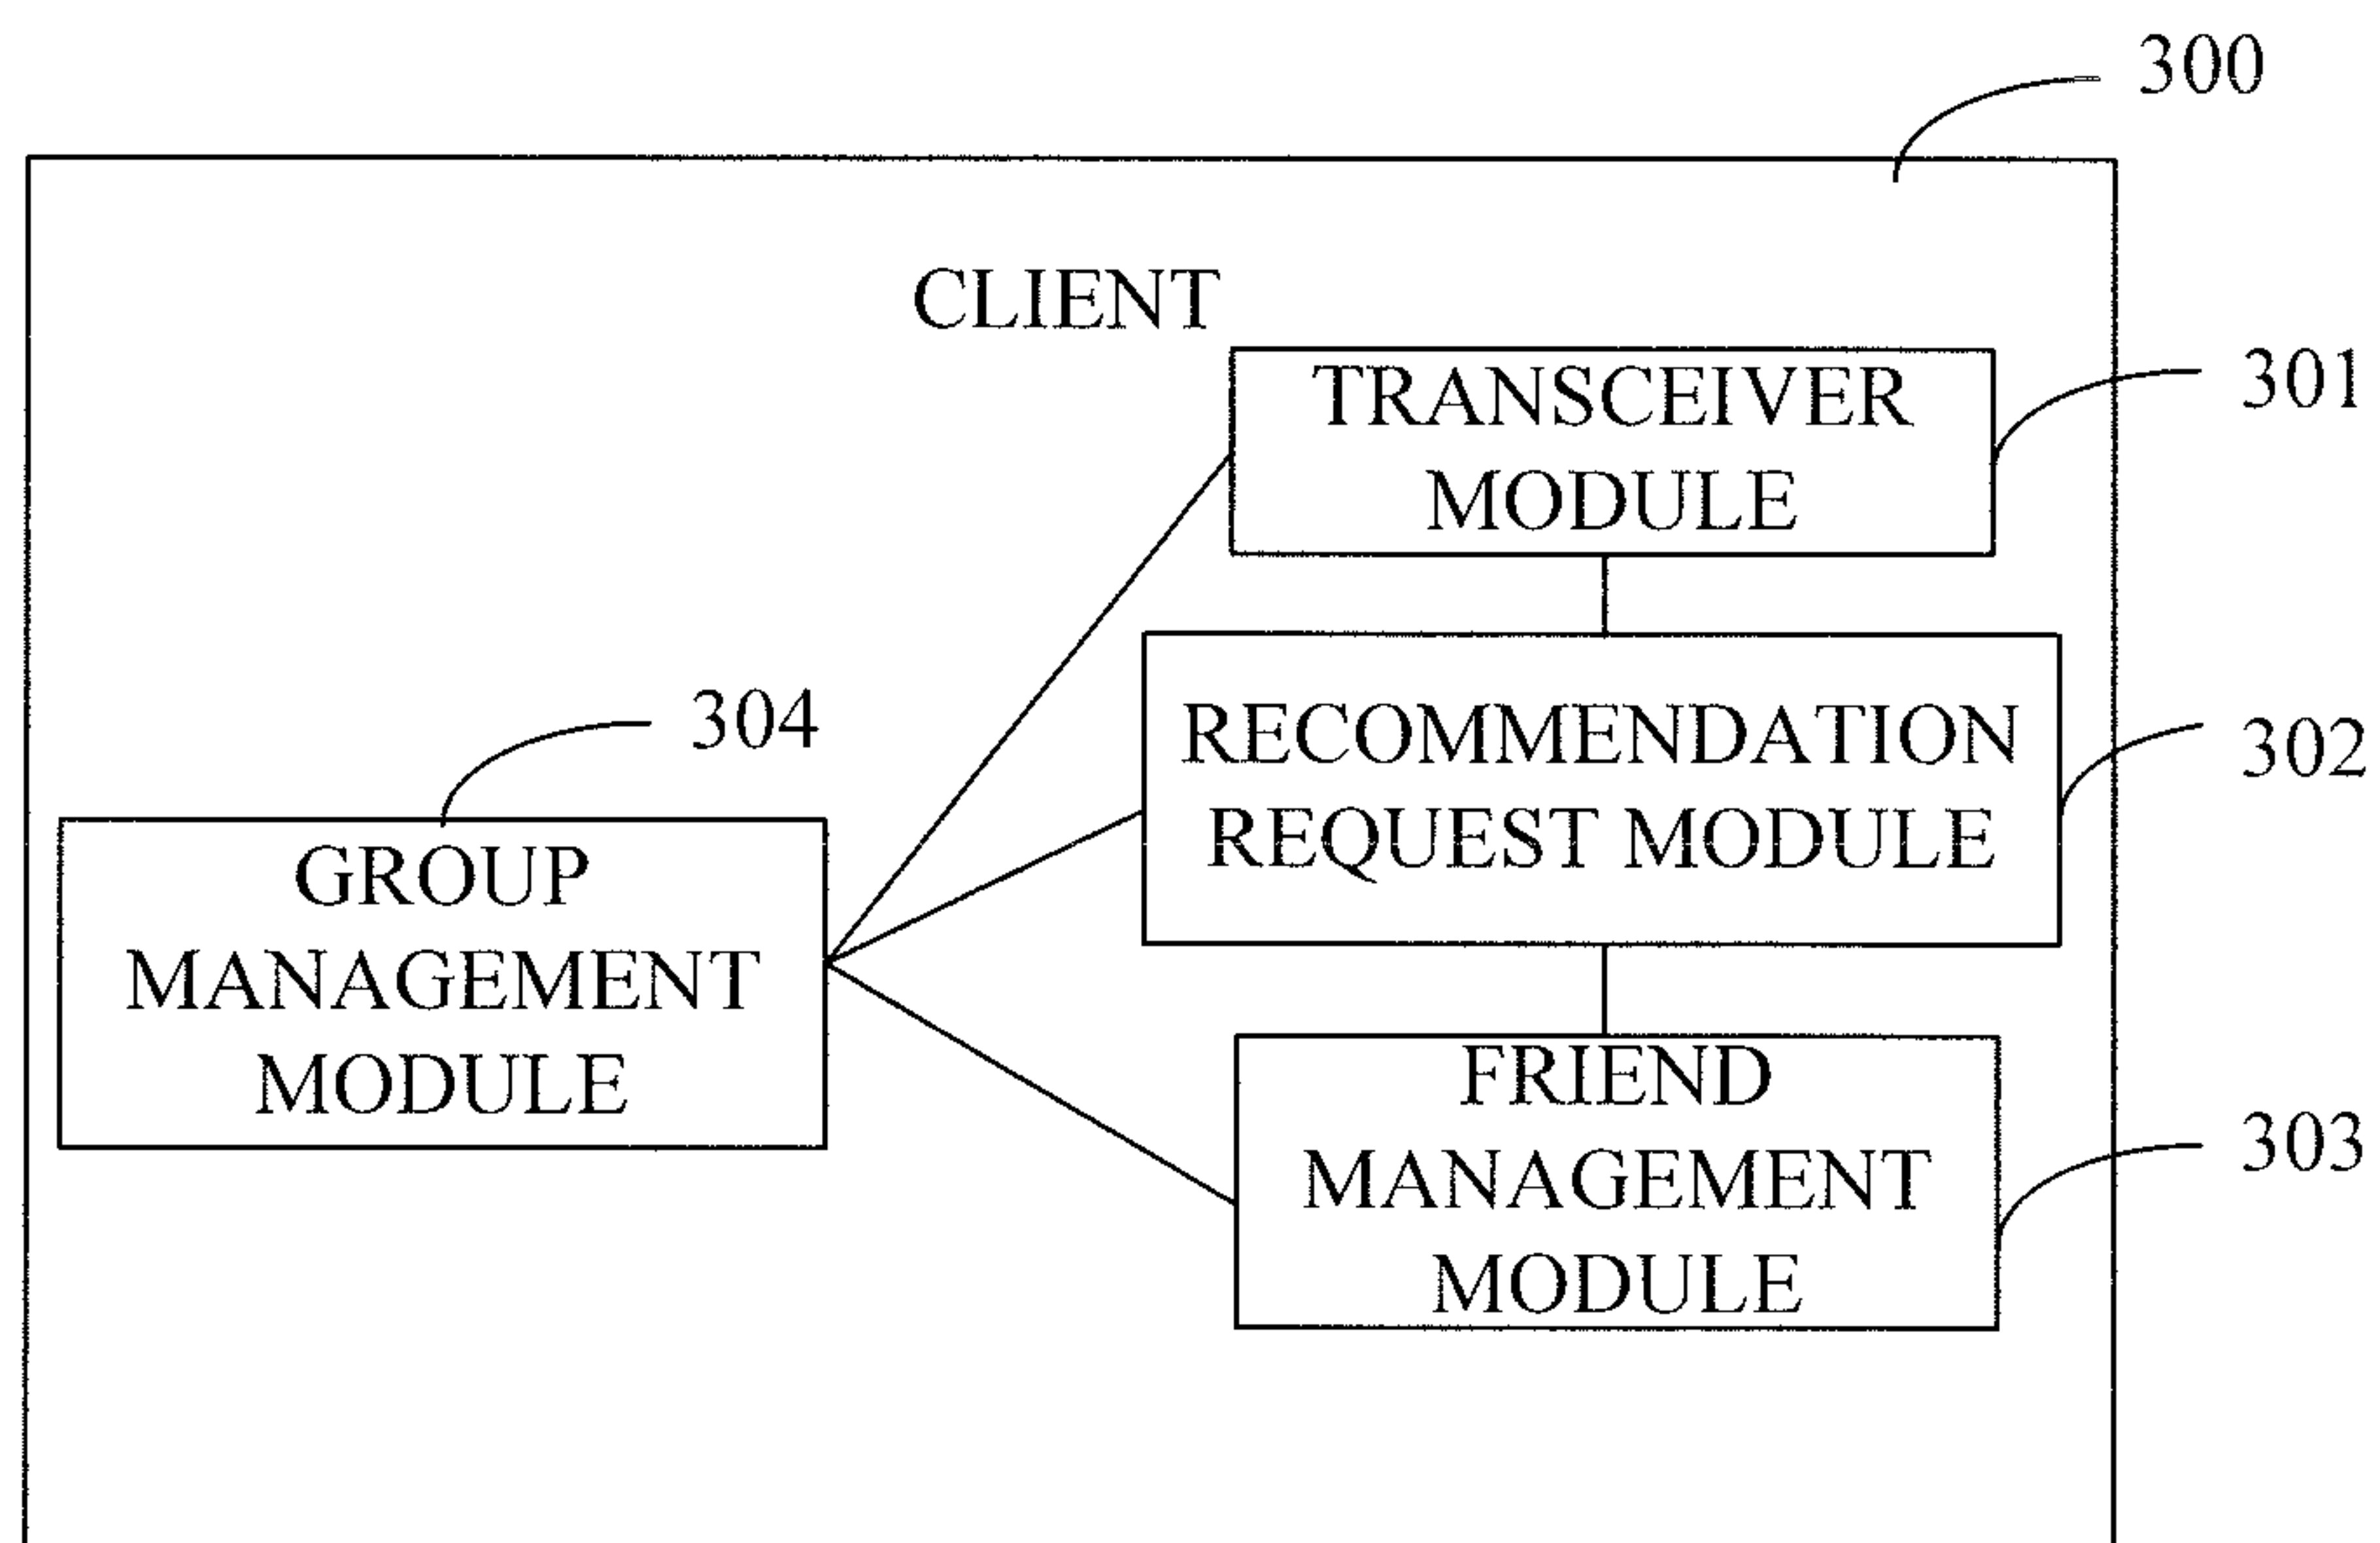 300
CLIENT
TRANSCEIVER
MODULE
301
RECOMMENDATION
REQUEST MODULE
302
304
GROUP
MANAGEMENT
MODULE
FRIEND
MANAGEMENT
MODULE
303